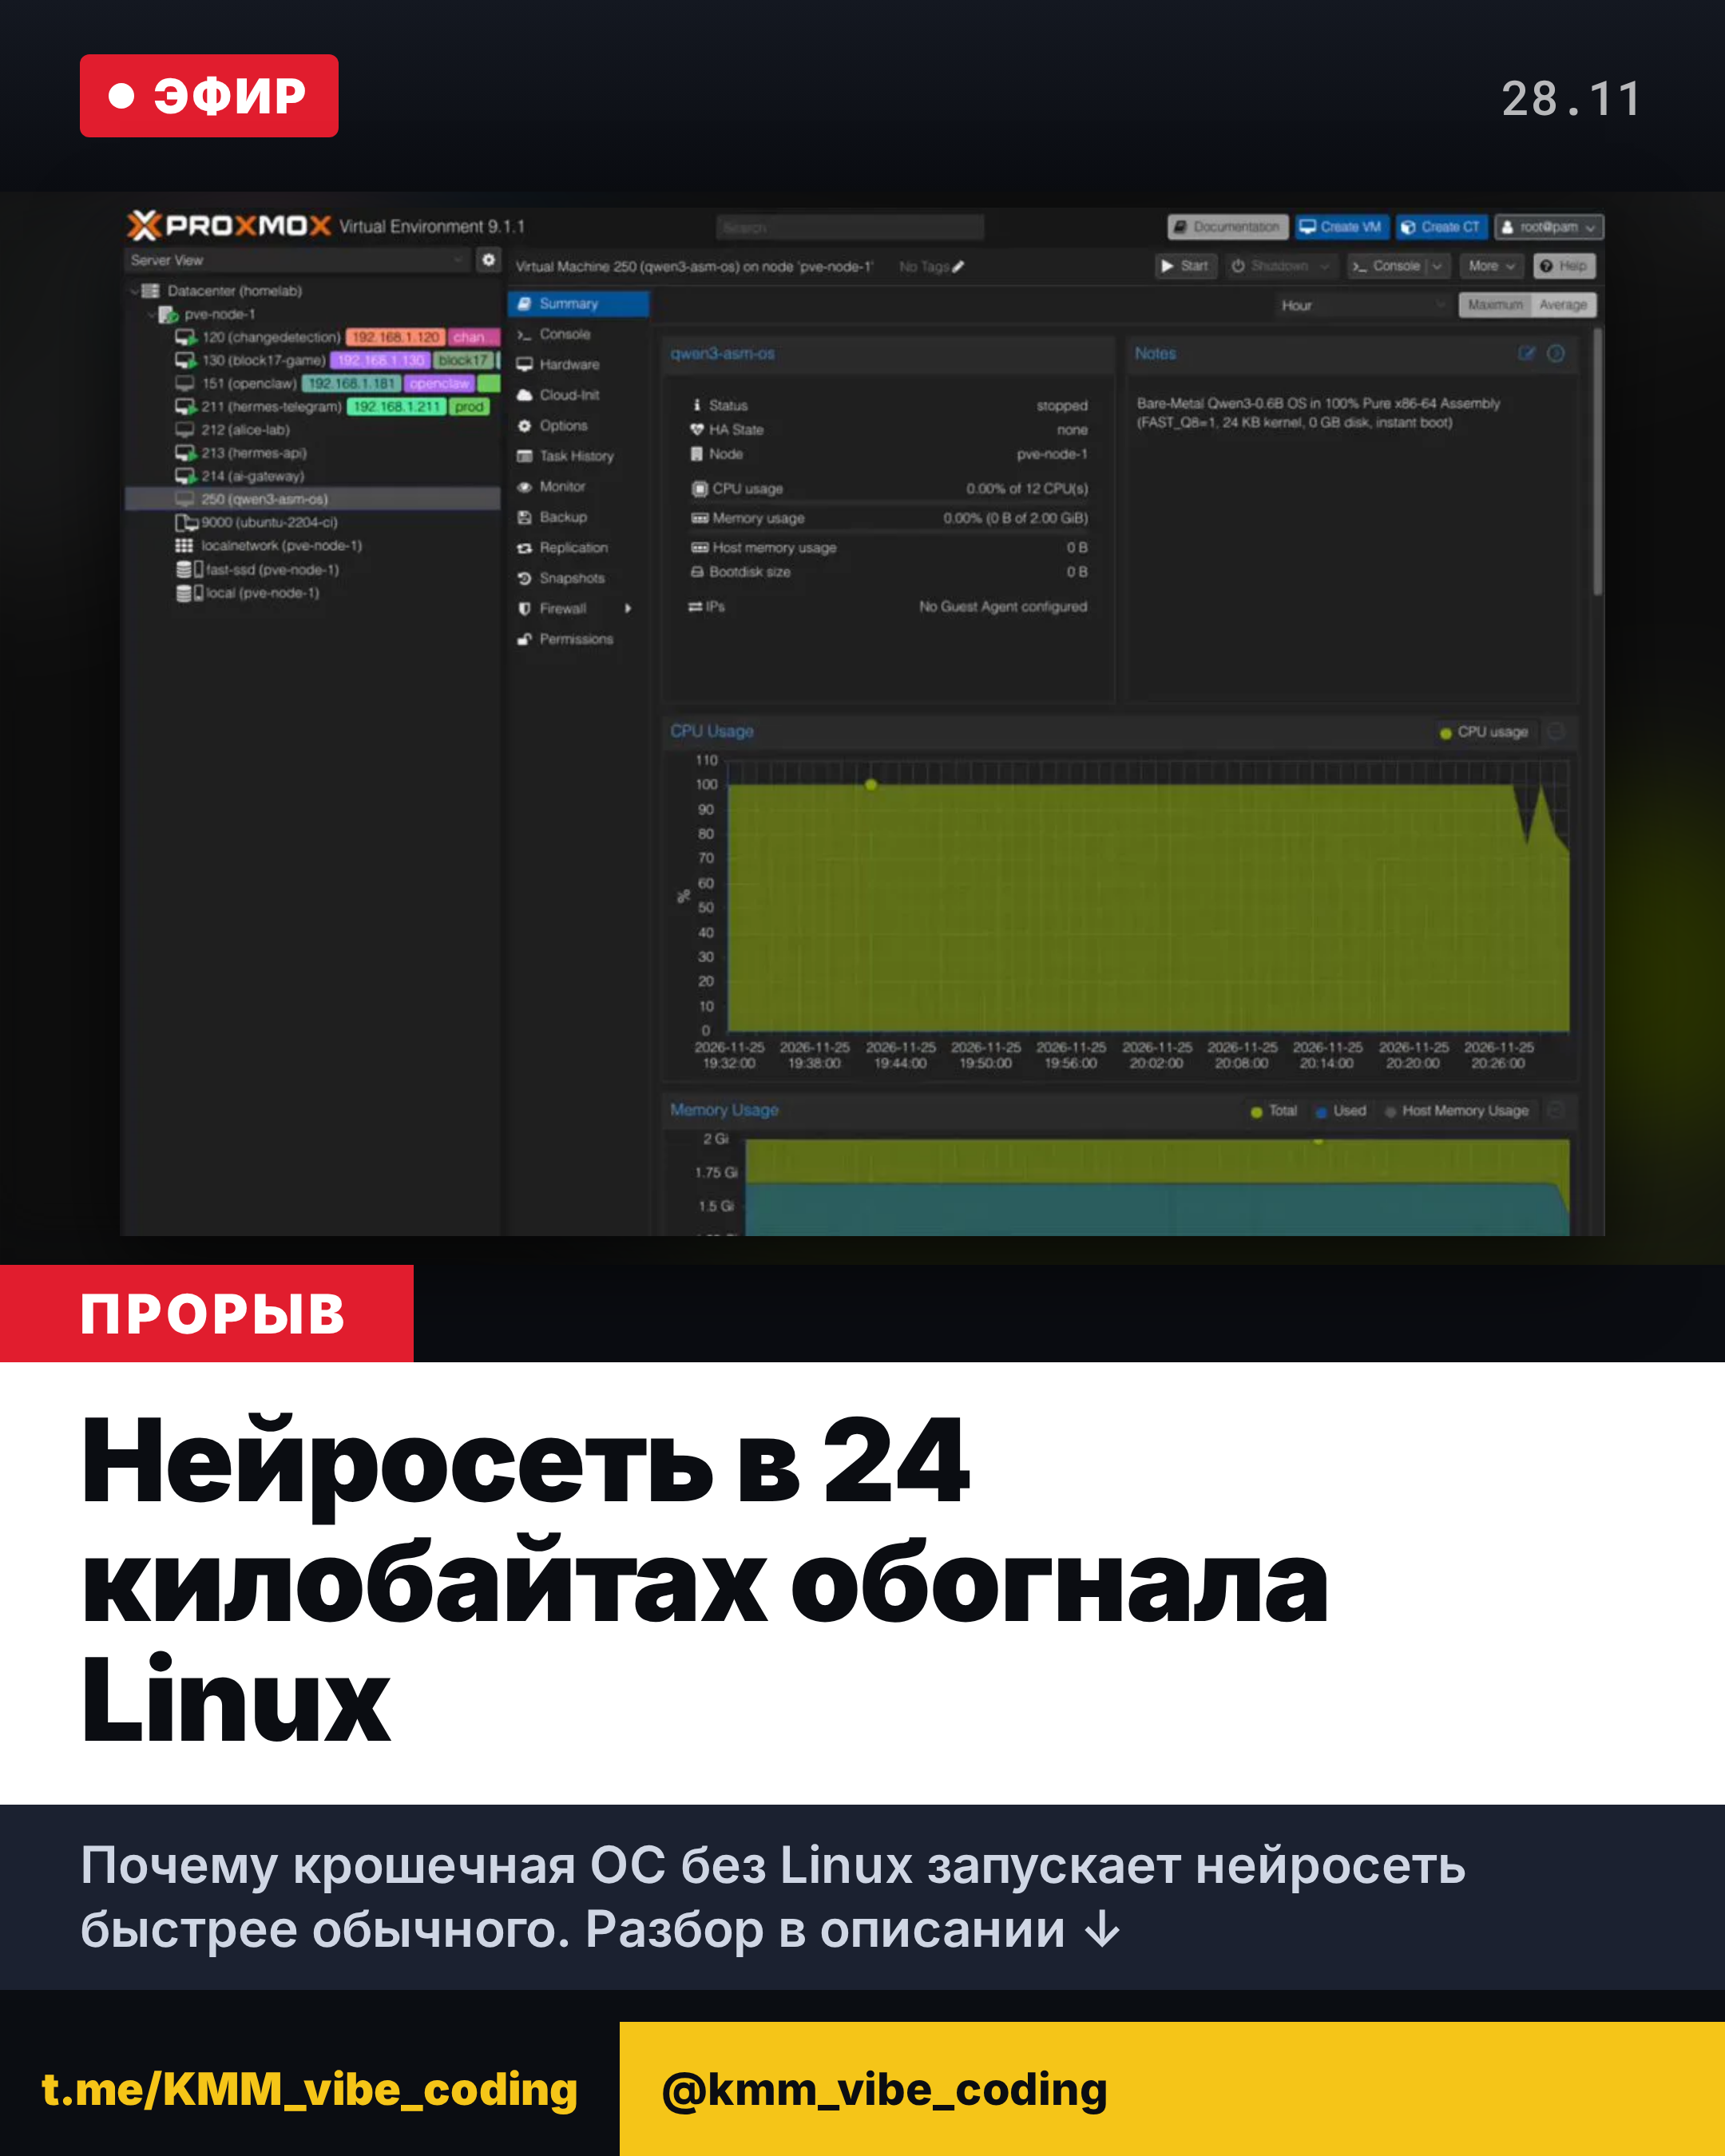 ЭФИР
28.11
PROXMOX Virtual Environment 9.1.1
Search
Documentation
Create VM
Create CT
root@pam
Server View
Virtual Machine 250 (qwen3-asm-os) on node 'pve-node-1'
No Tags
Start
Shutdown
Console
More
Help
Datacenter (homelab)
pve-node-1
120 (changedetection) 192.168.1.120 chan...
130 (block17-game) 192.168.1.130 block17
151 (openclaw) 192.168.1.181 openclaw
211 (hermes-telegram) 192.168.1.211 prod
212 (alice-lab)
213 (hermes-api)
214 (ai-gateway)
250 (qwen3-asm-os)
9000 (ubuntu-2204-ci)
localnetwork (pve-node-1)
fast-ssd (pve-node-1)
local (pve-node-1)
Summary
Console
Hardware
Cloud-Init
Options
Task History
Monitor
Backup
Replication
Snapshots
Firewall
Permissions
Hour
Maximum
Average
qwen3-asm-os
Status stopped
HA State none
Node pve-node-1
CPU usage 0.00% of 12 CPU(s)
Memory usage 0.00% (0 B of 2.00 GiB)
Host memory usage 0 B
Bootdisk size 0 B
IPs No Guest Agent configured
Notes
Bare-Metal Qwen3-0.6B OS in 100% Pure x86-64 Assembly
(FAST_Q8=1, 24 KB kernel, 0 GB disk, instant boot)
CPU Usage
CPU usage
110
100
90
80
70
60
50
40
30
20
10
0
%
2026-11-25 2026-11-25 2026-11-25 2026-11-25 2026-11-25 2026-11-25 2026-11-25 2026-11-25 2026-11-25 2026-11-25
19:32:00 19:38:00 19:44:00 19:50:00 19:56:00 20:02:00 20:08:00 20:14:00 20:20:00 20:26:00
Memory Usage
Total
Used
Host Memory Usage
2 Gi
1.75 Gi
1.5 Gi
ПРОРЫВ
Нейросеть в 24
килобайтах обогнала
Linux
Почему крошечная ОС без Linux запускает нейросеть
быстрее обычного. Разбор в описании ↓
t.me/KMM_vibe_coding
@kmm_vibe_coding